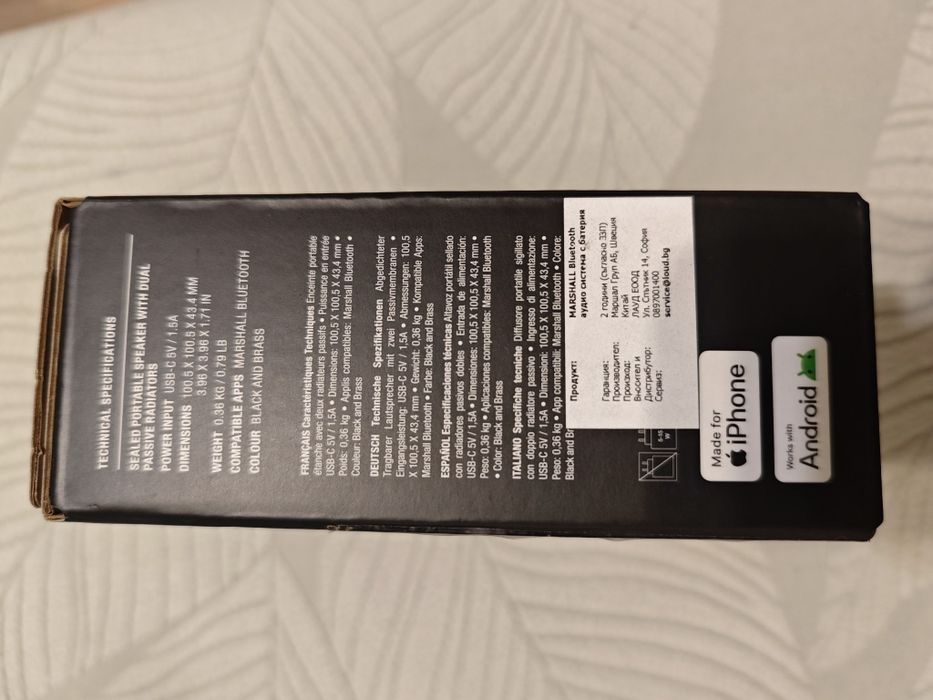 TECHNICAL SPECIFICATIONS
SEALED PORTABLE SPEAKER WITH DUAL
PASSIVE RADIATORS
POWER INPUT USB-C 5V / 1.5A
DIMENSIONS 100.5 X 100.5 X 43.4 MM
3.96 X 3.96 X 1.71 IN
WEIGHT 0.36 KG / 0.79 LB
COMPATIBLE APPS MARSHALL BLUETOOTH
COLOUR BLACK AND BRASS
FRANÇAIS Caractéristiques Techniques Enceinte portable
étanche avec deux radiateurs passifs • Puissance en entrée
USB-C 5V / 1,5A • Dimensions: 100,5 X 100,5 X 43,4 mm •
Poids: 0,36 kg • Applis compatibles: Marshall Bluetooth •
Couleur: Black and Brass
DEUTSCH Technische Spezifikationen Abgedichteter
Tragbarer Lautsprecher mit zwei Passivmembranen •
Eingangsleistung: USB-C 5V / 1,5A • Abmessungen: 100,5
X 100,5 X 43,4 mm • Gewicht: 0,36 kg • Kompatible Apps:
Marshall Bluetooth • Farbe: Black and Brass
ESPAÑOL Especificaciones técnicas Altavoz portátil sellado
con radiadores pasivos dobles • Entrada de alimentación:
USB-C 5V / 1,5A • Dimensiones: 100,5 X 100,5 X 43,4 mm •
Peso: 0,36 kg • Aplicaciones compatibles: Marshall Bluetooth
• Color: Black and Brass
ITALIANO Specifiche tecniche Diffusore portatile sigillato
con doppio radiatore passivo • Ingresso di alimentazione:
USB-C 5V / 1,5A • Dimensioni: 100,5 X 100,5 X 43,4 mm •
Peso: 0,36 kg • App compatibili: Marshall Bluetooth • Colore:
Black and Br
Продукт: MARSHALL Bluetooth
аудио система с батерия
Гаранция: 2 години (съгласно ЗЗП)
Производител: Маршал Груп АБ, Швеция
Произход: Китай
Вносител и ЛАУД ЕООД
Дистрибутор: Ул. Спътник 14, София
Сервиз: 0897001400
service@loud.bg
W
Made for
iPhone
Works with
Android